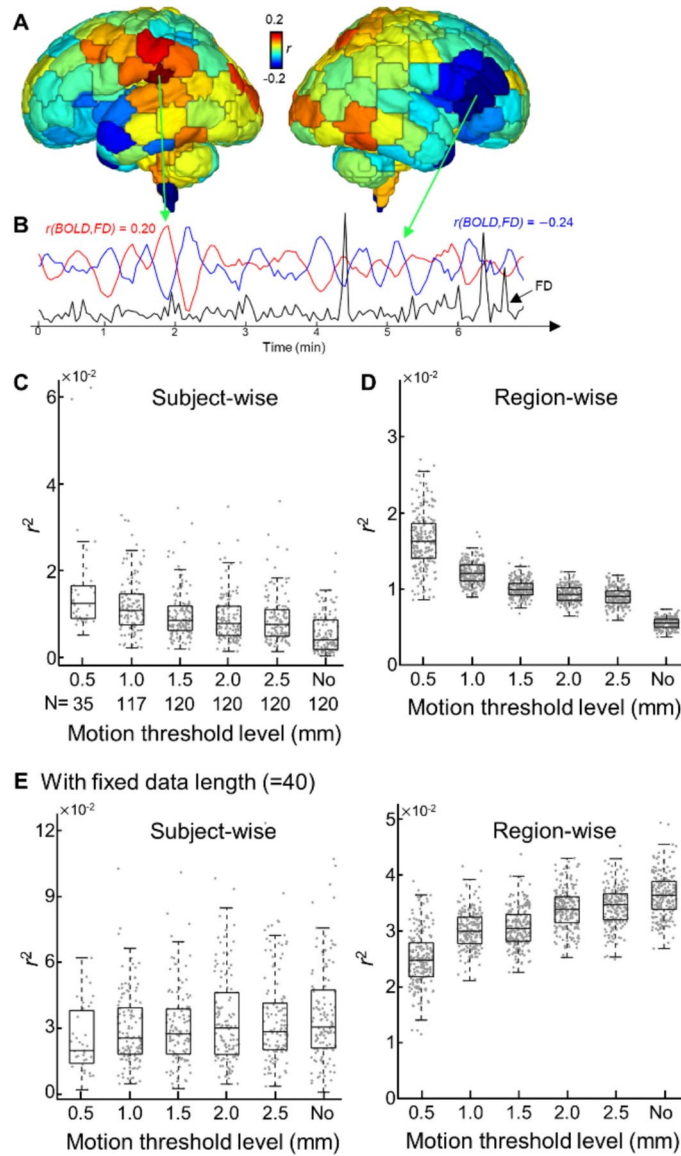 A
0.2
r
-0.2
B
r(BOLD,FD) = 0.20
r(BOLD,FD) = −0.24
FD
0 1 2 3 4 5 6
Time (min)
C
×10-2
Subject-wise
6
4
2
0
r2
0.5 1.0 1.5 2.0 2.5 No
N= 35 117 120 120 120 120
Motion threshold level (mm)
D
×10-2
Region-wise
3
2
1
0
r2
0.5 1.0 1.5 2.0 2.5 No
Motion threshold level (mm)
E With fixed data length (=40)
×10-2
Subject-wise
12
9
6
3
0
r2
0.5 1.0 1.5 2.0 2.5 No
Motion threshold level (mm)
5
×10-2
Region-wise
4
3
2
1
0
r2
0.5 1.0 1.5 2.0 2.5 No
Motion threshold level (mm)